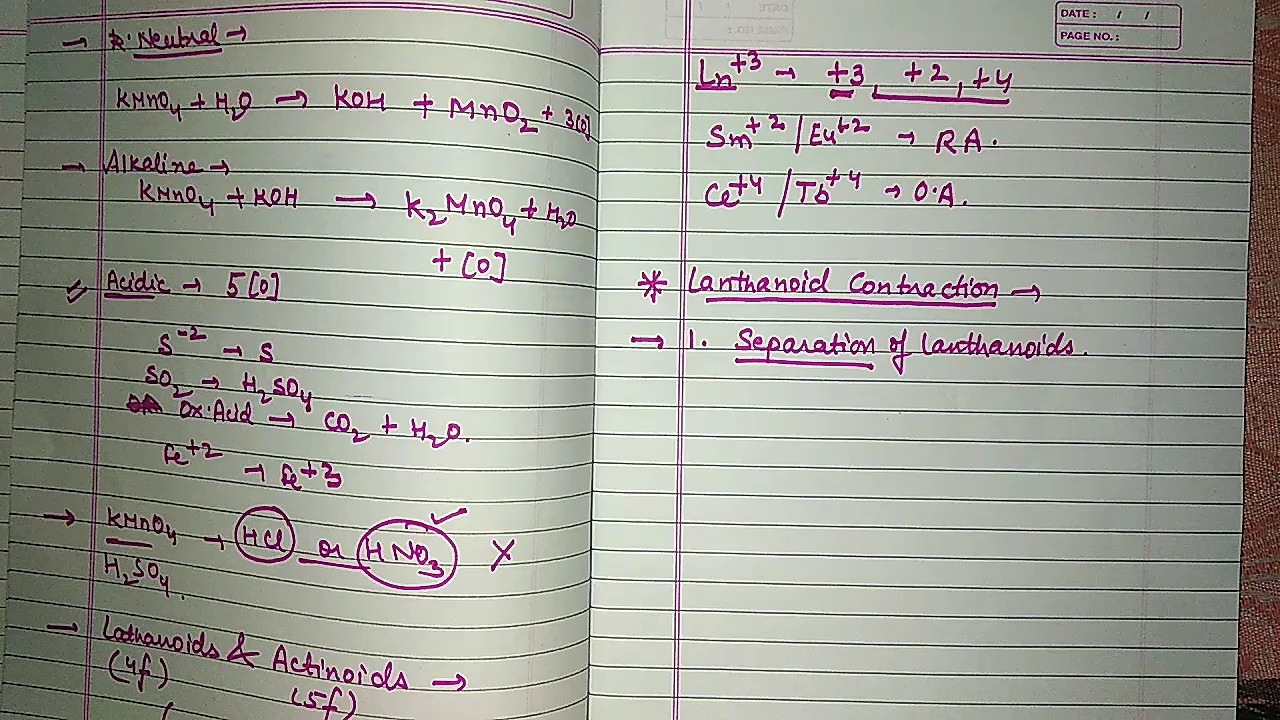 → R. Neutral →
KMnO4 + H2O → KOH + MnO2 + 3[O]
→ Alkaline →
KMnO4 + KOH → K2MnO4 + H2O
+ [O]
Acidic → 5[O]
S-2 → S
SO2 → H2SO4
Ox. Acid → CO2 + H2O.
Fe+2 → Fe+3
→ KMnO4 → HCl or HNO3 ✓ X
H2SO4.
→ Lathanoids & Actinoids →
(4f) (5f)
DATE : / /
PAGE NO. :
Ln+3 → +3, +2, +4
Sm+2 / Eu+2 → RA.
Ce+4 / Tb+4 → O.A.
* Lanthanoid Contraction →
→ 1. Separation of Lanthanoids.